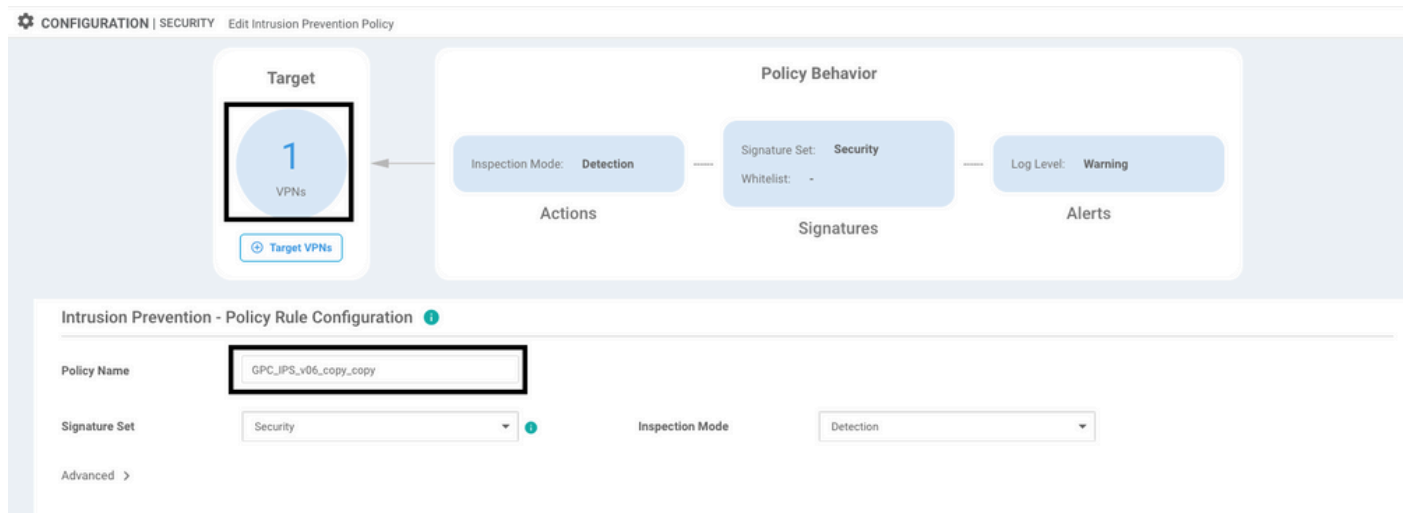 CONFIGURATION | SECURITY Edit Intrusion Prevention Policy
Target
1
VPNs
Target VPNs
Policy Behavior
Inspection Mode: Detection
Actions
Signature Set: Security
Whitelist: -
Signatures
Log Level: Warning
Alerts
Intrusion Prevention - Policy Rule Configuration
Policy Name GPC_IPS_v06_copy_copy
Signature Set Security Inspection Mode Detection
Advanced >